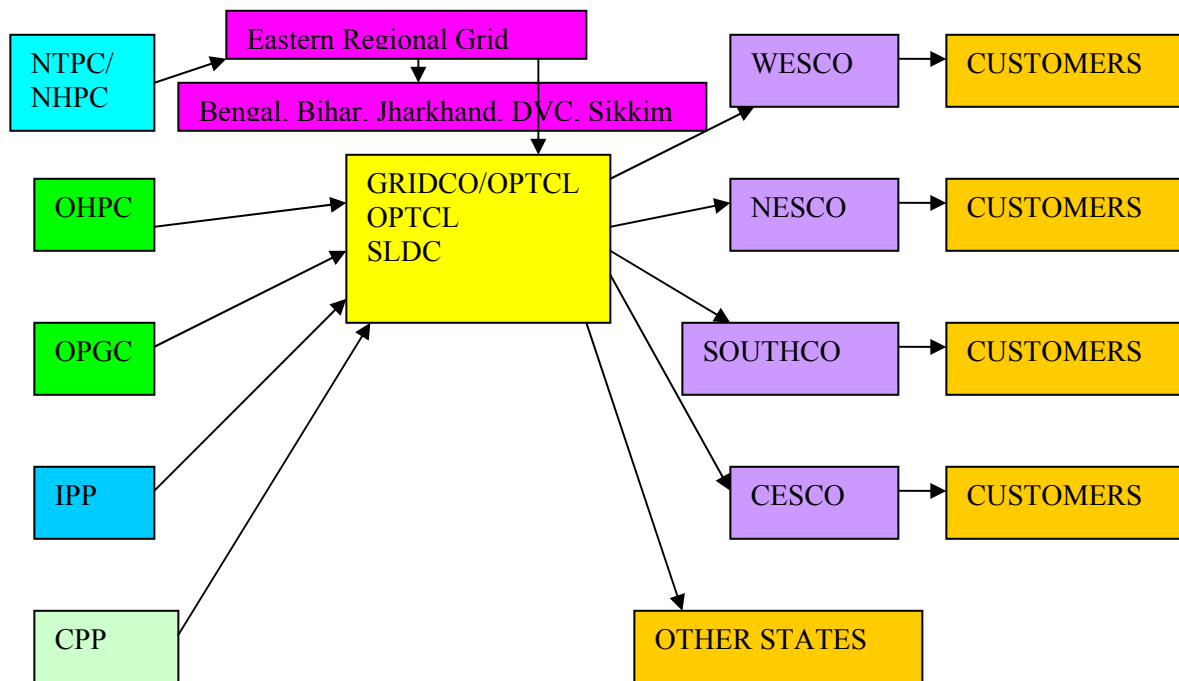 Eastern Regional Grid
NTPC/
NHPC
Bengal, Bihar, Jharkhand, DVC, Sikkim
WESCO
CUSTOMERS
OHPC
GRIDCO/OPTCL
OPTCL
SLDC
NESCO
CUSTOMERS
OPGC
SOUTHCO
CUSTOMERS
IPP
CESCO
CUSTOMERS
CPP
OTHER STATES